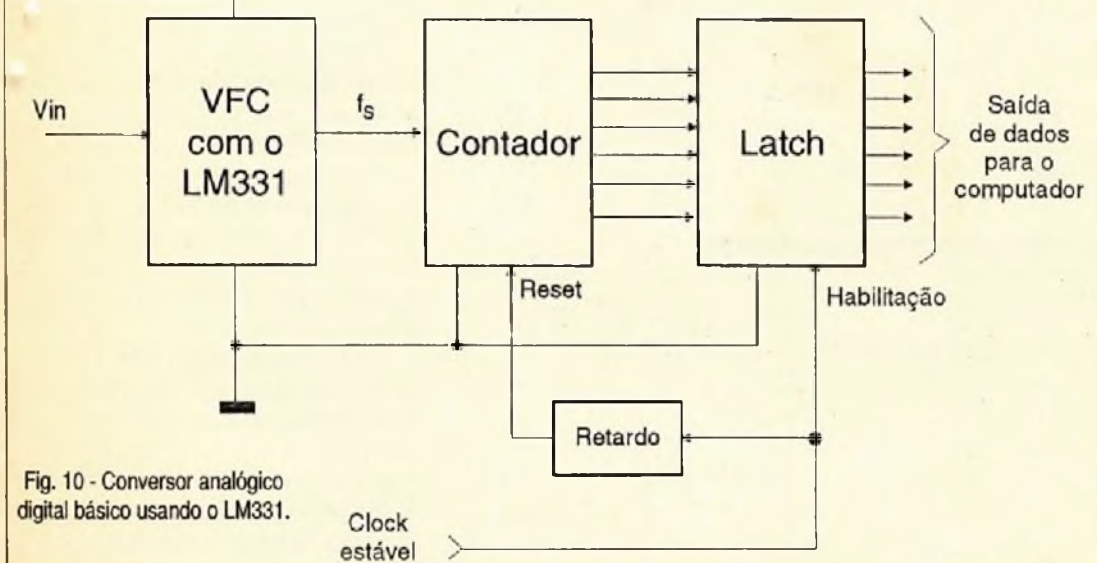 Vin
VFC
com o
LM331
fs
Contador
Latch
Saída
de dados
para o
computador
Reset
Habilitação
Retardo
Fig. 10 - Conversor analógico
digital básico usando o LM331.
Clock
estável